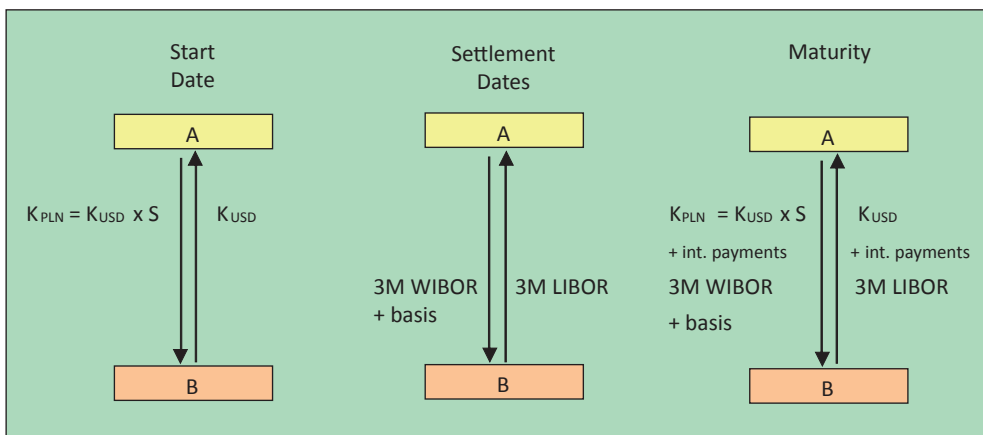 Start
Date
A
K PLN = K USD x S
K USD
B
Settlement
Dates
A
3M WIBOR
+ basis
3M LIBOR
B
Maturity
A
K PLN = K USD x S
+ int. payments
3M WIBOR
+ basis
K USD
+ int. payments
3M LIBOR
B